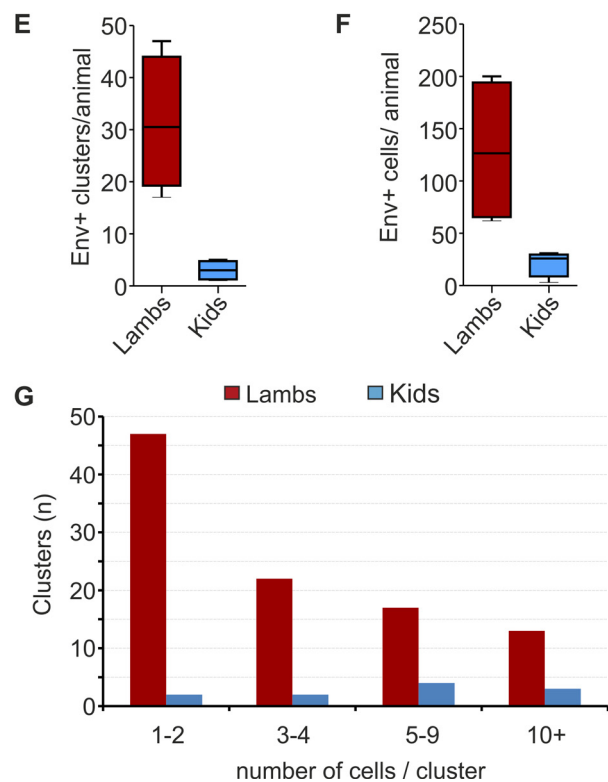 E
Env+ clusters/animal
50
40
30
20
10
0
Lambs
Kids
F
Env+ cells/ animal
250
200
150
100
50
0
Lambs
Kids
G
Lambs
Kids
Clusters (n)
50
40
30
20
10
0
1-2
3-4
5-9
10+
number of cells / cluster